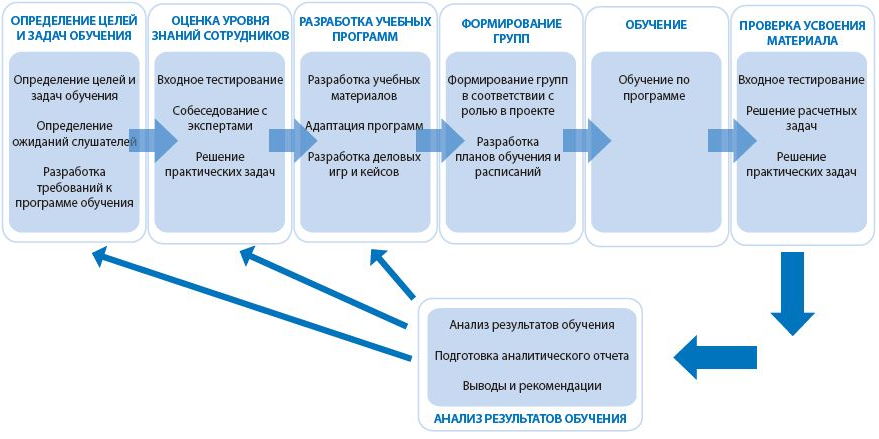 ОПРЕДЕЛЕНИЕ ЦЕЛЕЙ
И ЗАДАЧ ОБУЧЕНИЯ
Определение целей и
задач обучения
Определение
ожиданий слушателей
Разработка
требований к
программе обучения
ОЦЕНКА УРОВНЯ
ЗНАНИЙ СОТРУДНИКОВ
Входное тестирование
Собеседование с
экспертами
Решение
практических задач
РАЗРАБОТКА УЧЕБНЫХ
ПРОГРАММ
Разработка учебных
материалов
Адаптация программ
Разработка деловых
игр и кейсов
ФОРМИРОВАНИЕ
ГРУПП
Формирование групп
в соответствии с
ролью в проекте
Разработка
планов обучения и
расписаний
ОБУЧЕНИЕ
Обучение по
программе
ПРОВЕРКА УСВОЕНИЯ
МАТЕРИАЛА
Входное тестирование
Решение расчетных
задач
Решение
практических задач
Анализ результатов обучения
Подготовка аналитического отчета
Выводы и рекомендации
АНАЛИЗ РЕЗУЛЬТАТОВ ОБУЧЕНИЯ